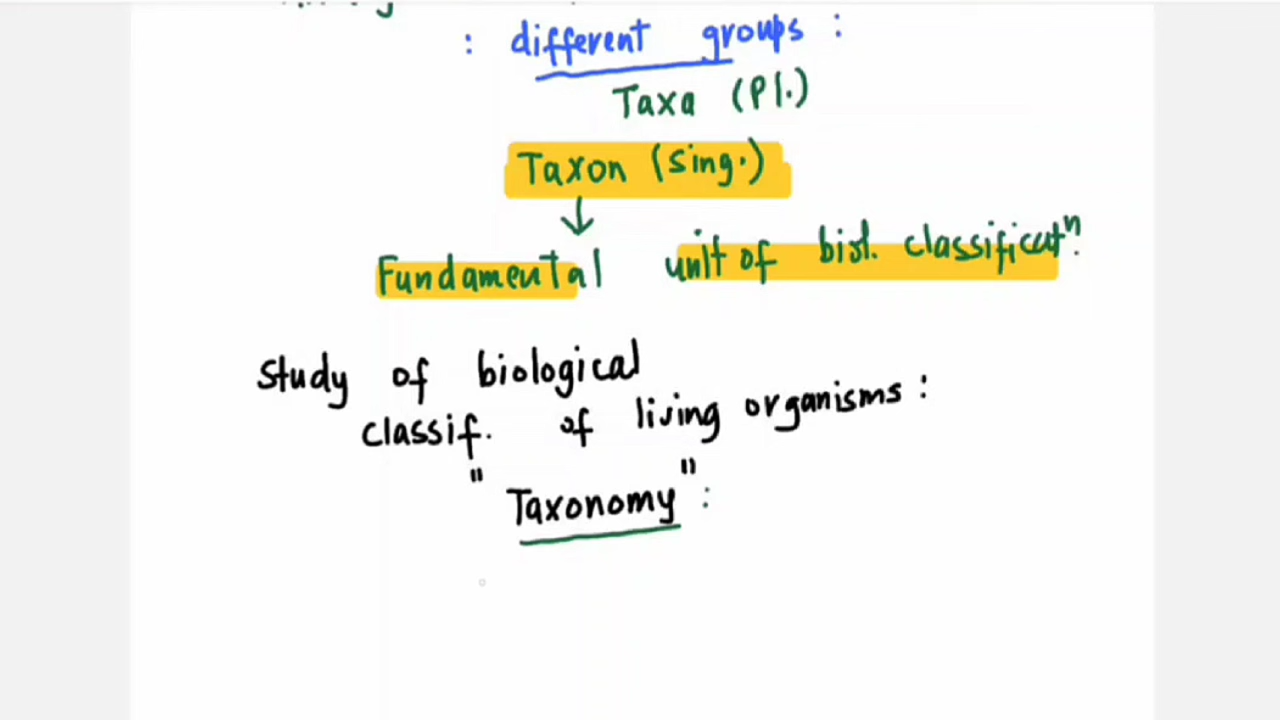 : different groups :
Taxa (Pl.)
Taxon (Sing.)
↓
Fundamental unit of biol. classificatⁿ.
Study of biological
classif. of living organisms :
" Taxonomy " :